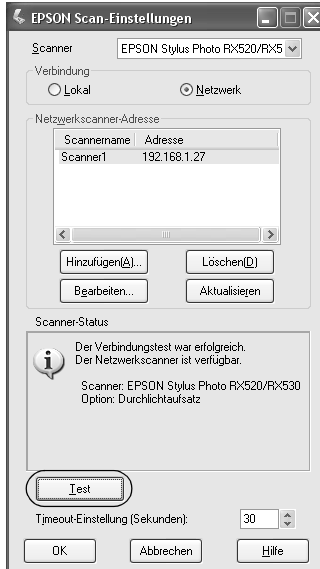 EPSON Scan-Einstellungen
Scanner EPSON Stylus Photo RX520/RX5
Verbindung
Lokal Netzwerk
Netzwerkscanner-Adresse
Scannername Adresse
Scanner1 192.168.1.27
Hinzufügen(A)... Löschen(D)
Bearbeiten... Aktualisieren
Scanner-Status
Der Verbindungstest war erfolgreich.
Der Netzwerkscanner ist verfügbar.
Scanner: EPSON Stylus Photo RX520/RX530
Option: Durchlichtaufsatz
Test
Timeout-Einstellung (Sekunden): 30
OK Abbrechen Hilfe